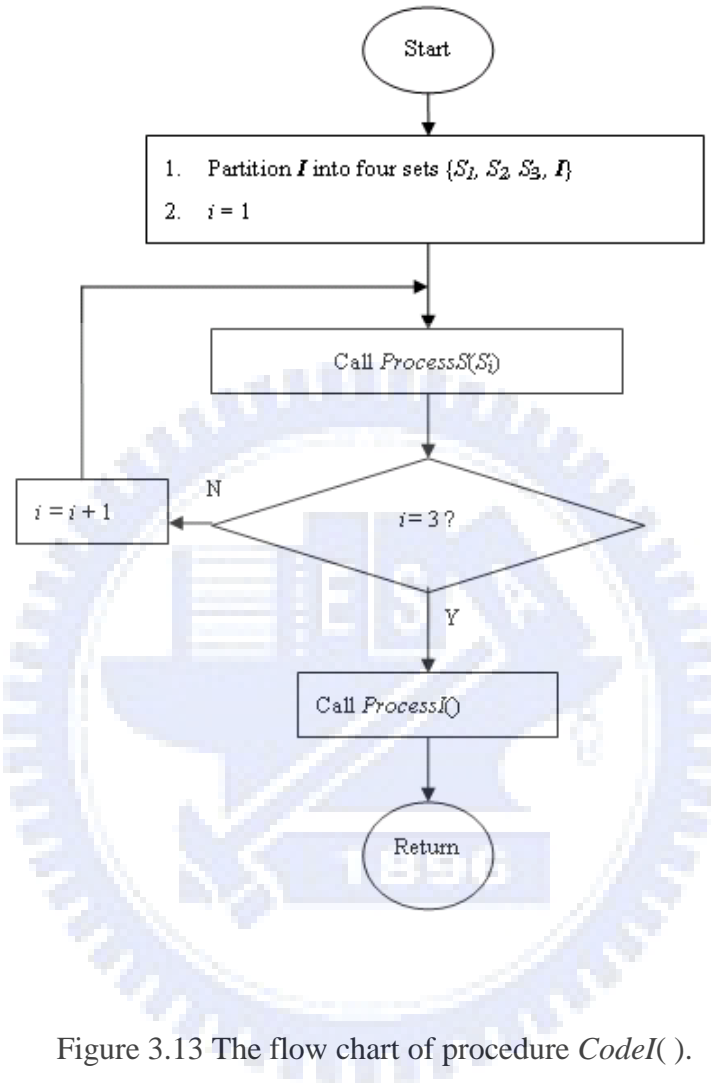 Start
1. Partition I into four sets {S1, S2 S3, I}
2. i = 1
Call ProcessS(Si)
N
i = i + 1
i = 3 ?
Y
Call ProcessI()
Return
1896
Figure 3.13 The flow chart of procedure CodeI( ).